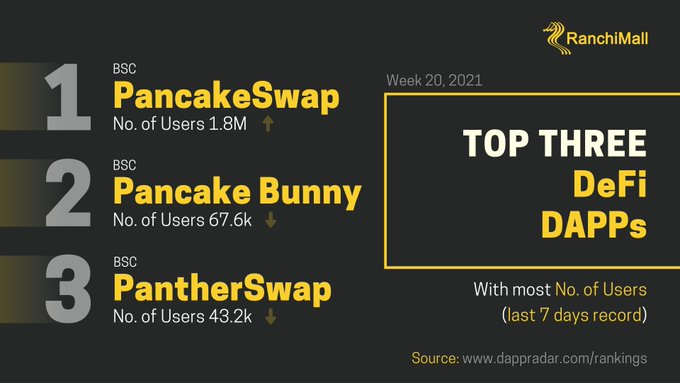 RanchiMall
Week 20, 2021
TOP THREE
DeFi
DAPPs
With most No. of Users
(last 7 days record)
1
BSC
PancakeSwap
No. of Users 1.8M
2
BSC
Pancake Bunny
No. of Users 67.6k
3
BSC
PantherSwap
No. of Users 43.2k
Source: www.dappradar.com/rankings